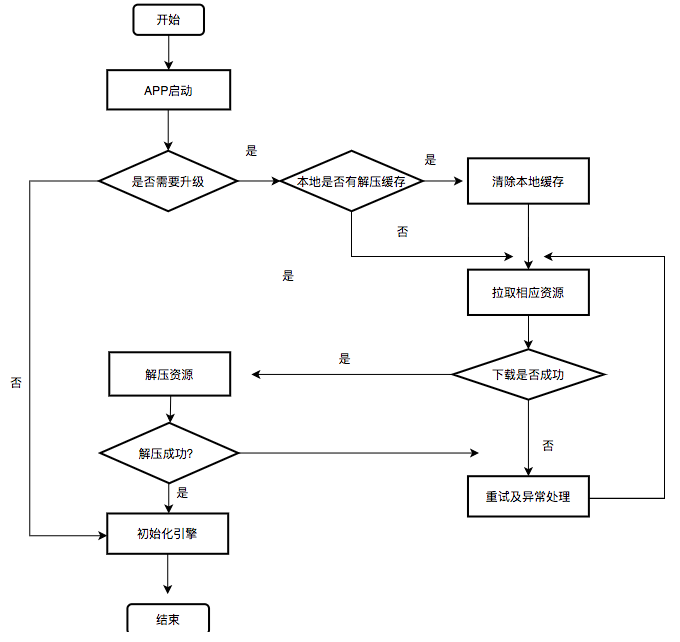 开始
APP启动
是否需要升级
是
本地是否有解压缓存
是
清除本地缓存
否
是
拉取相应资源
下载是否成功
是
解压资源
否
否
解压成功?
是
重试及异常处理
初始化引擎
结束